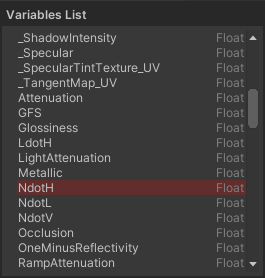 Variables List
_ShadowIntensity Float
_Specular Float
_SpecularTintTexture_UV Float
_TangentMap_UV Float
Attenuation Float
GFS Float
Glossiness Float
LdotH Float
LightAttenuation Float
Metallic Float
NdotH Float
NdotL Float
NdotV Float
Occlusion Float
OneMinusReflectivity Float
RampAttenuation Float